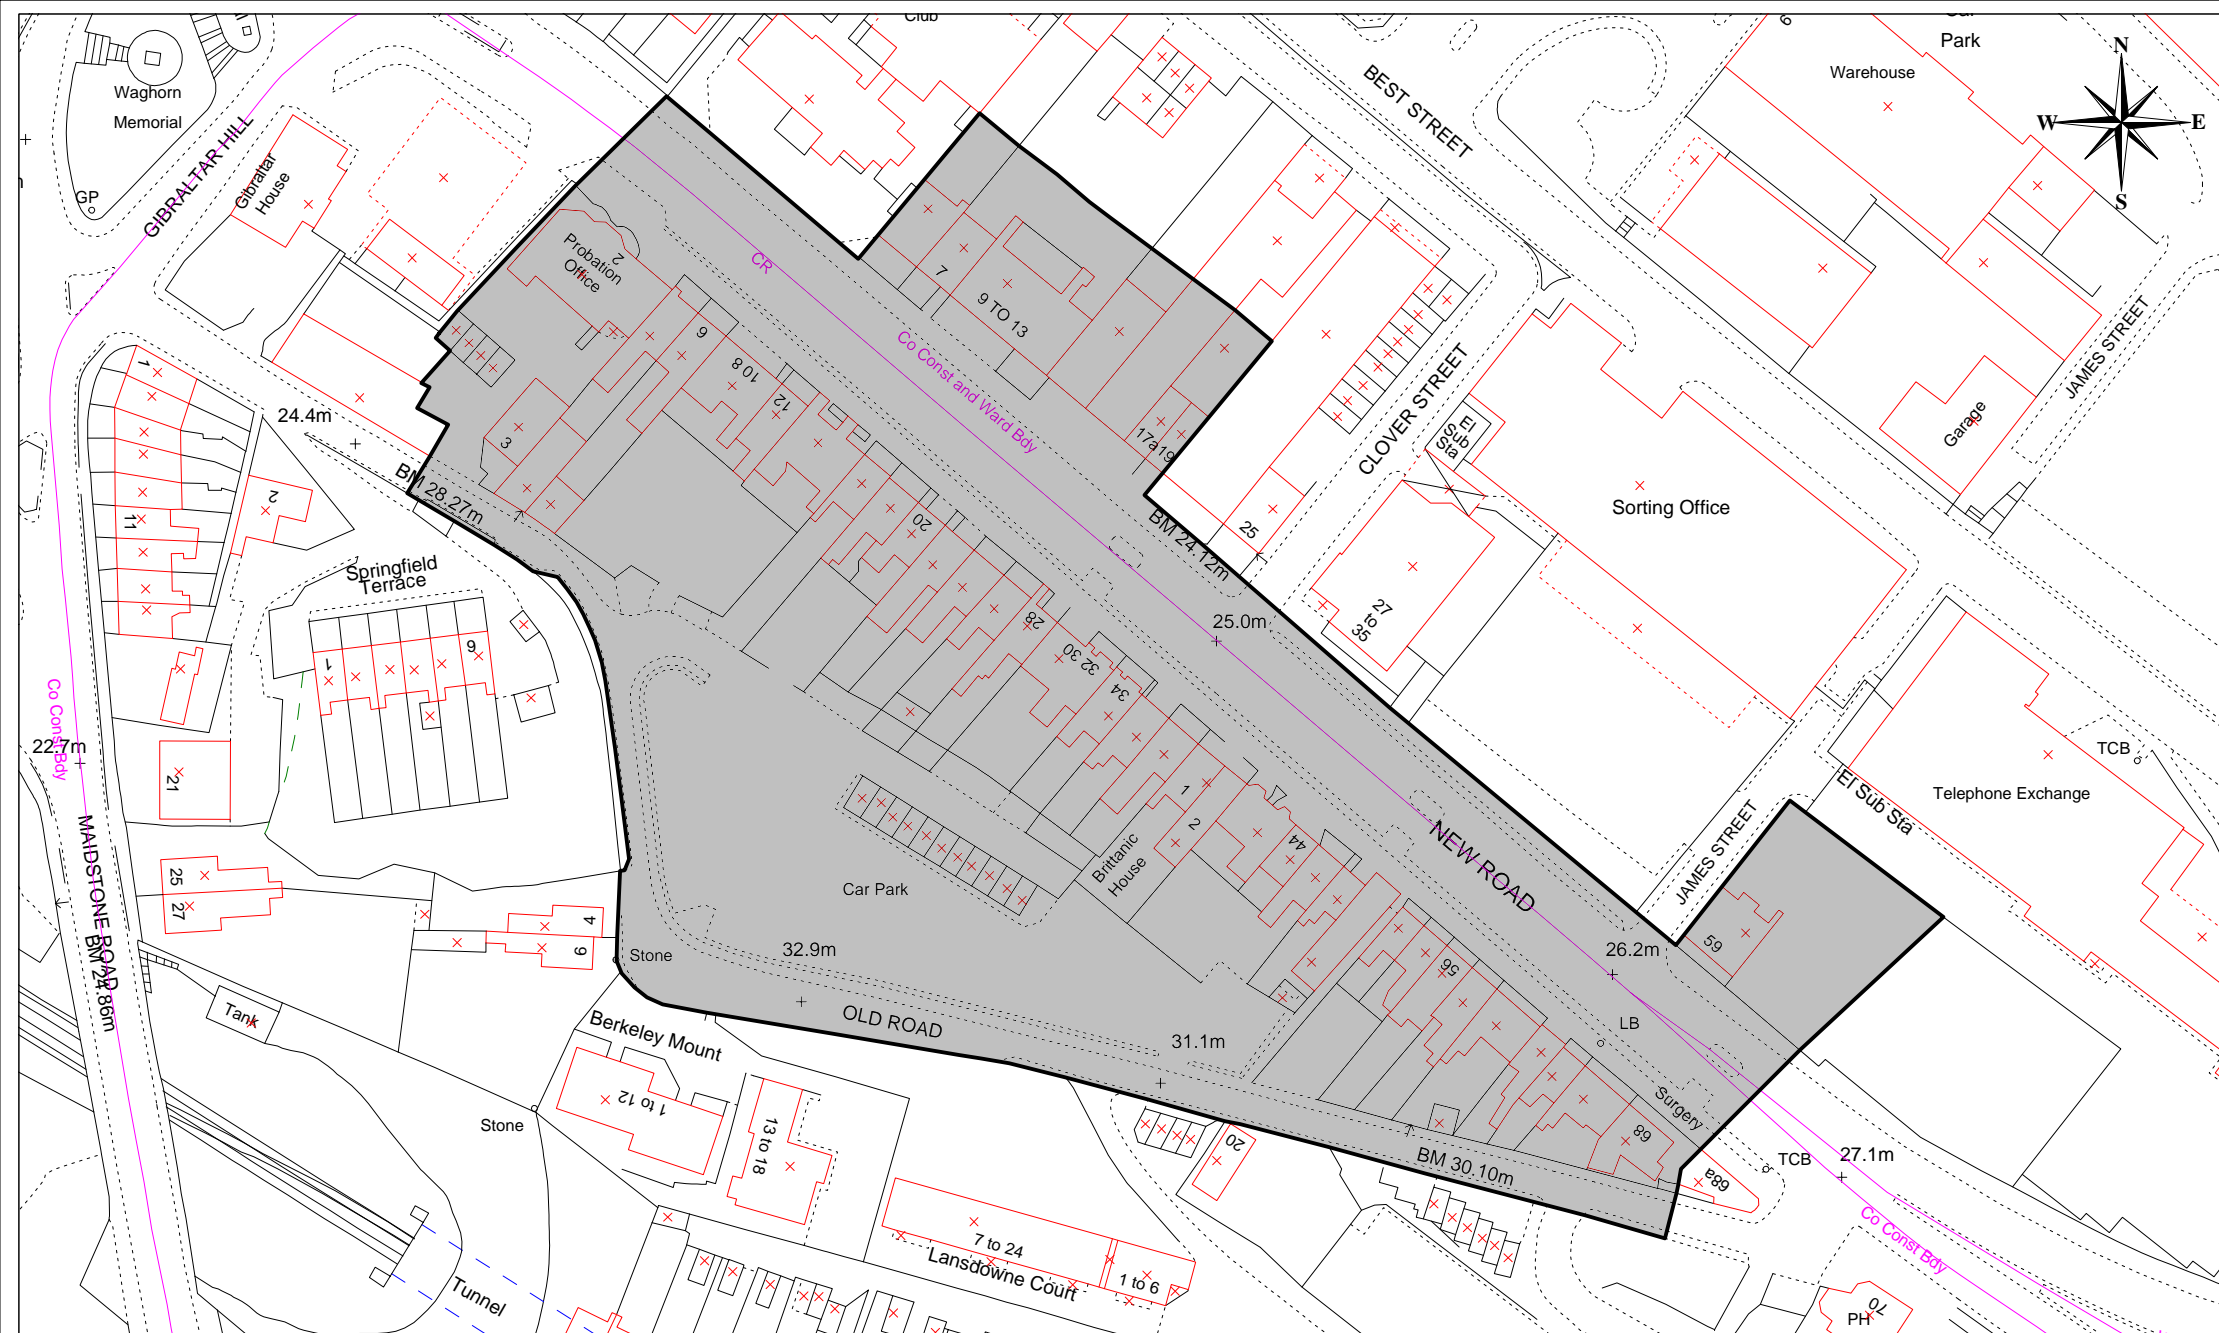 Club
Park
Warehouse
6
N
W
E
S
Waghorn
Memorial
GP
GIBRALTAR HILL
Gibraltar
House
BEST STREET
Probation
Office
2
CR
7
9 TO 13
Co Const and Ward Bdy
17a
19
6
10 8
12
3
20
28
32 30
34
1
2
Brittanic
House
44
56
68
68a
59
25
CLOVER STREET
El
Sub
Sta
Sorting Office
JAMES STREET
Garage
24.4m
BM 28.27m
BM 24.12m
25.0m
27
to
35
1
11
2
Springfield
Terrace
1
6
Co Const Bdy
22.7m
21
MAIDSTONE ROAD
BM 24.86m
25
27
4
6
Car Park
Stone
32.9m
OLD ROAD
31.1m
NEW ROAD
JAMES STREET
El Sub Sta
Telephone Exchange
TCB
26.2m
LB
Surgery
TCB
27.1m
Co Const Bdy
BM 30.10m
20
Tank
Berkeley Mount
1 to 12
13 to 18
Stone
7 to 24
1 to 6
Lansdowne Court
Tunnel
70
PH